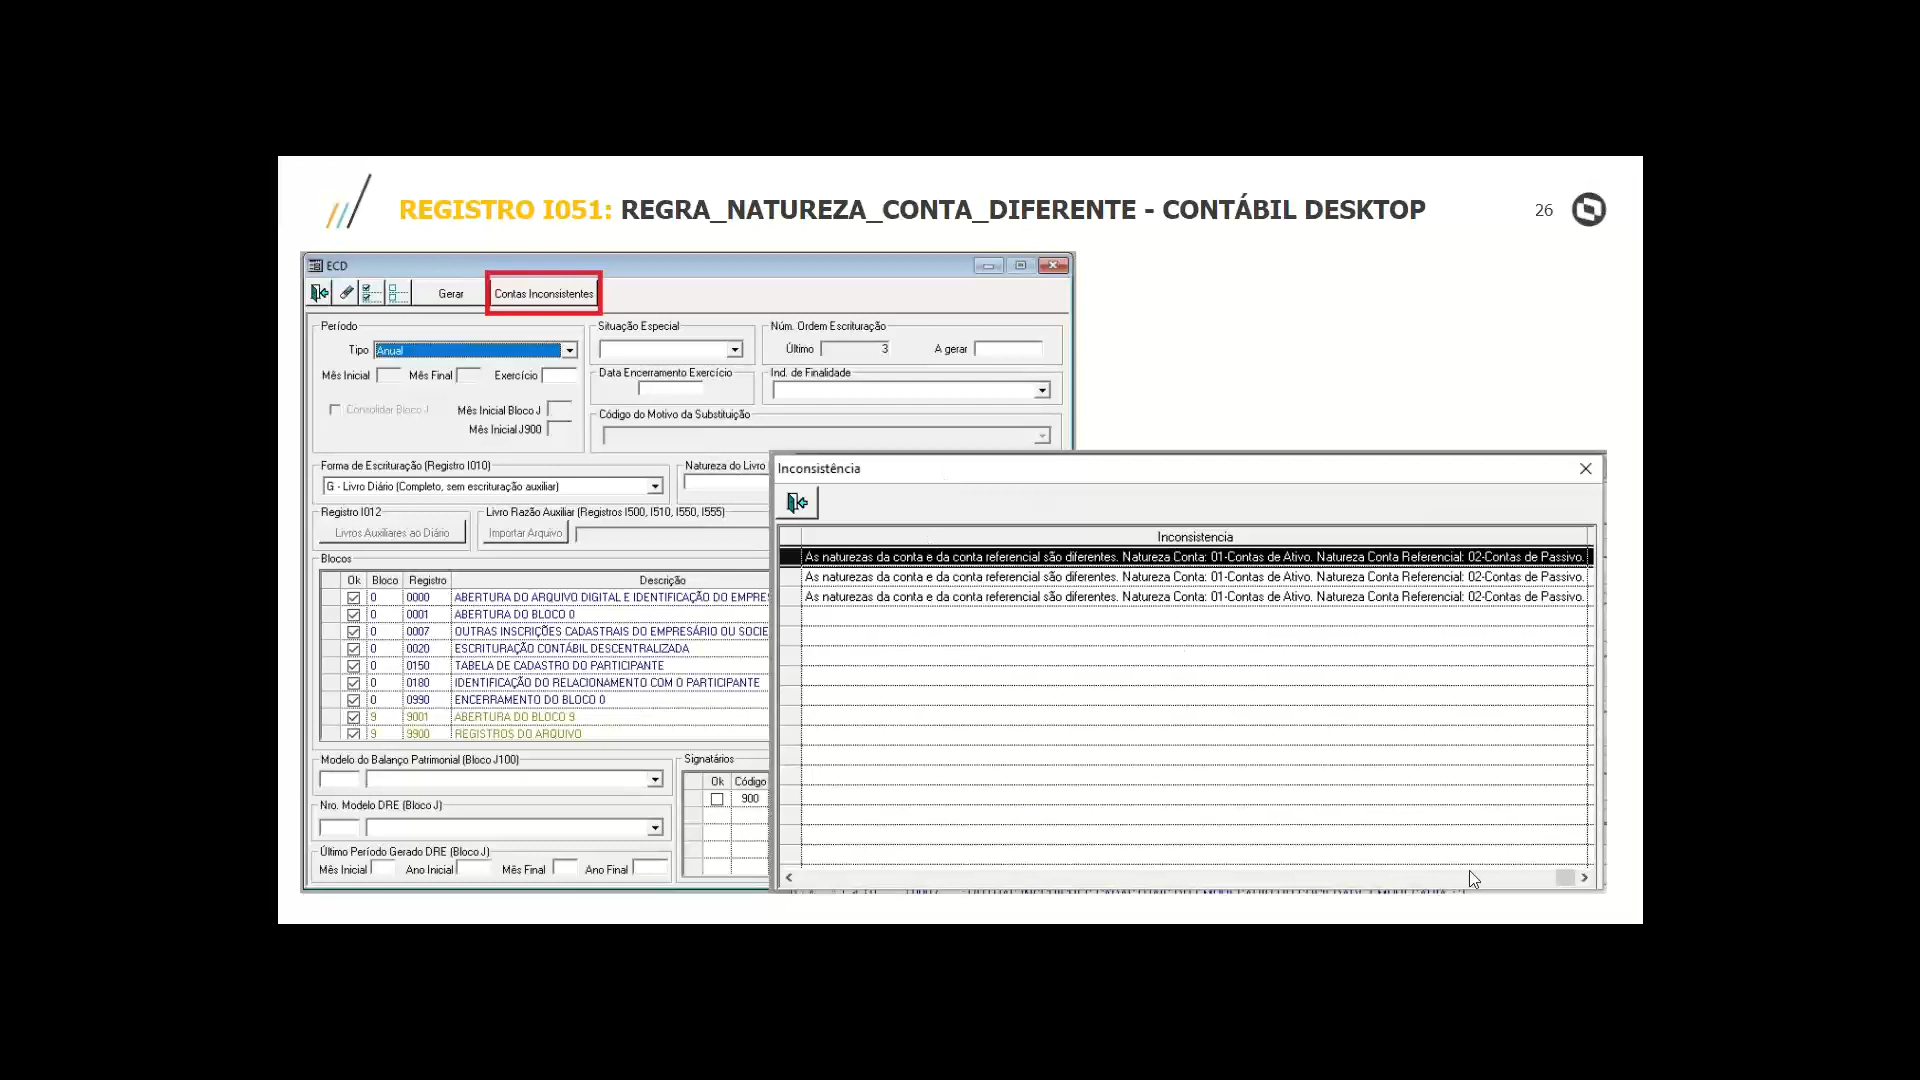 REGISTRO I051: REGRA_NATUREZA_CONTA_DIFERENTE - CONTÁBIL DESKTOP
26
ECD
Gerar
Contas Inconsistentes
Período
Tipo Anual
Mês Inicial Mês Final Exercício
Consolidar Bloco J Mês Inicial Bloco J
Mês Inicial J900
Situação Especial
Núm. Ordem Escrituração
Último 3 A gerar
Data Encerramento Exercício
Ind. de Finalidade
Código do Motivo da Substituição
Forma de Escrituração (Registro I010)
G - Livro Diário (Completo, sem escrituração auxiliar)
Natureza do Livro
Registro I012
Livros Auxiliares ao Diário
Livro Razão Auxiliar (Registros I500, I510, I550, I555)
Importar Arquivo
Blocos
Ok Bloco Registro Descrição
0 0000 ABERTURA DO ARQUIVO DIGITAL E IDENTIFICAÇÃO DO EMPRES
0 0001 ABERTURA DO BLOCO 0
0 0007 OUTRAS INSCRIÇÕES CADASTRAIS DO EMPRESÁRIO OU SOCIE
0 0020 ESCRITURAÇÃO CONTÁBIL DESCENTRALIZADA
0 0150 TABELA DE CADASTRO DO PARTICIPANTE
0 0180 IDENTIFICAÇÃO DO RELACIONAMENTO COM O PARTICIPANTE
0 0990 ENCERRAMENTO DO BLOCO 0
9 9001 ABERTURA DO BLOCO 9
9 9900 REGISTROS DO ARQUIVO
Modelo do Balanço Patrimonial (Bloco J100)
Nro. Modelo DRE (Bloco J)
Último Período Gerado DRE (Bloco J)
Mês Inicial Ano Inicial Mês Final Ano Final
Signatários
Ok Código
900
Inconsistência
Inconsistencia
As naturezas da conta e da conta referencial são diferentes. Natureza Conta: 01-Contas de Ativo. Natureza Conta Referencial: 02-Contas de Passivo.
As naturezas da conta e da conta referencial são diferentes. Natureza Conta: 01-Contas de Ativo. Natureza Conta Referencial: 02-Contas de Passivo.
As naturezas da conta e da conta referencial são diferentes. Natureza Conta: 01-Contas de Ativo. Natureza Conta Referencial: 02-Contas de Passivo.